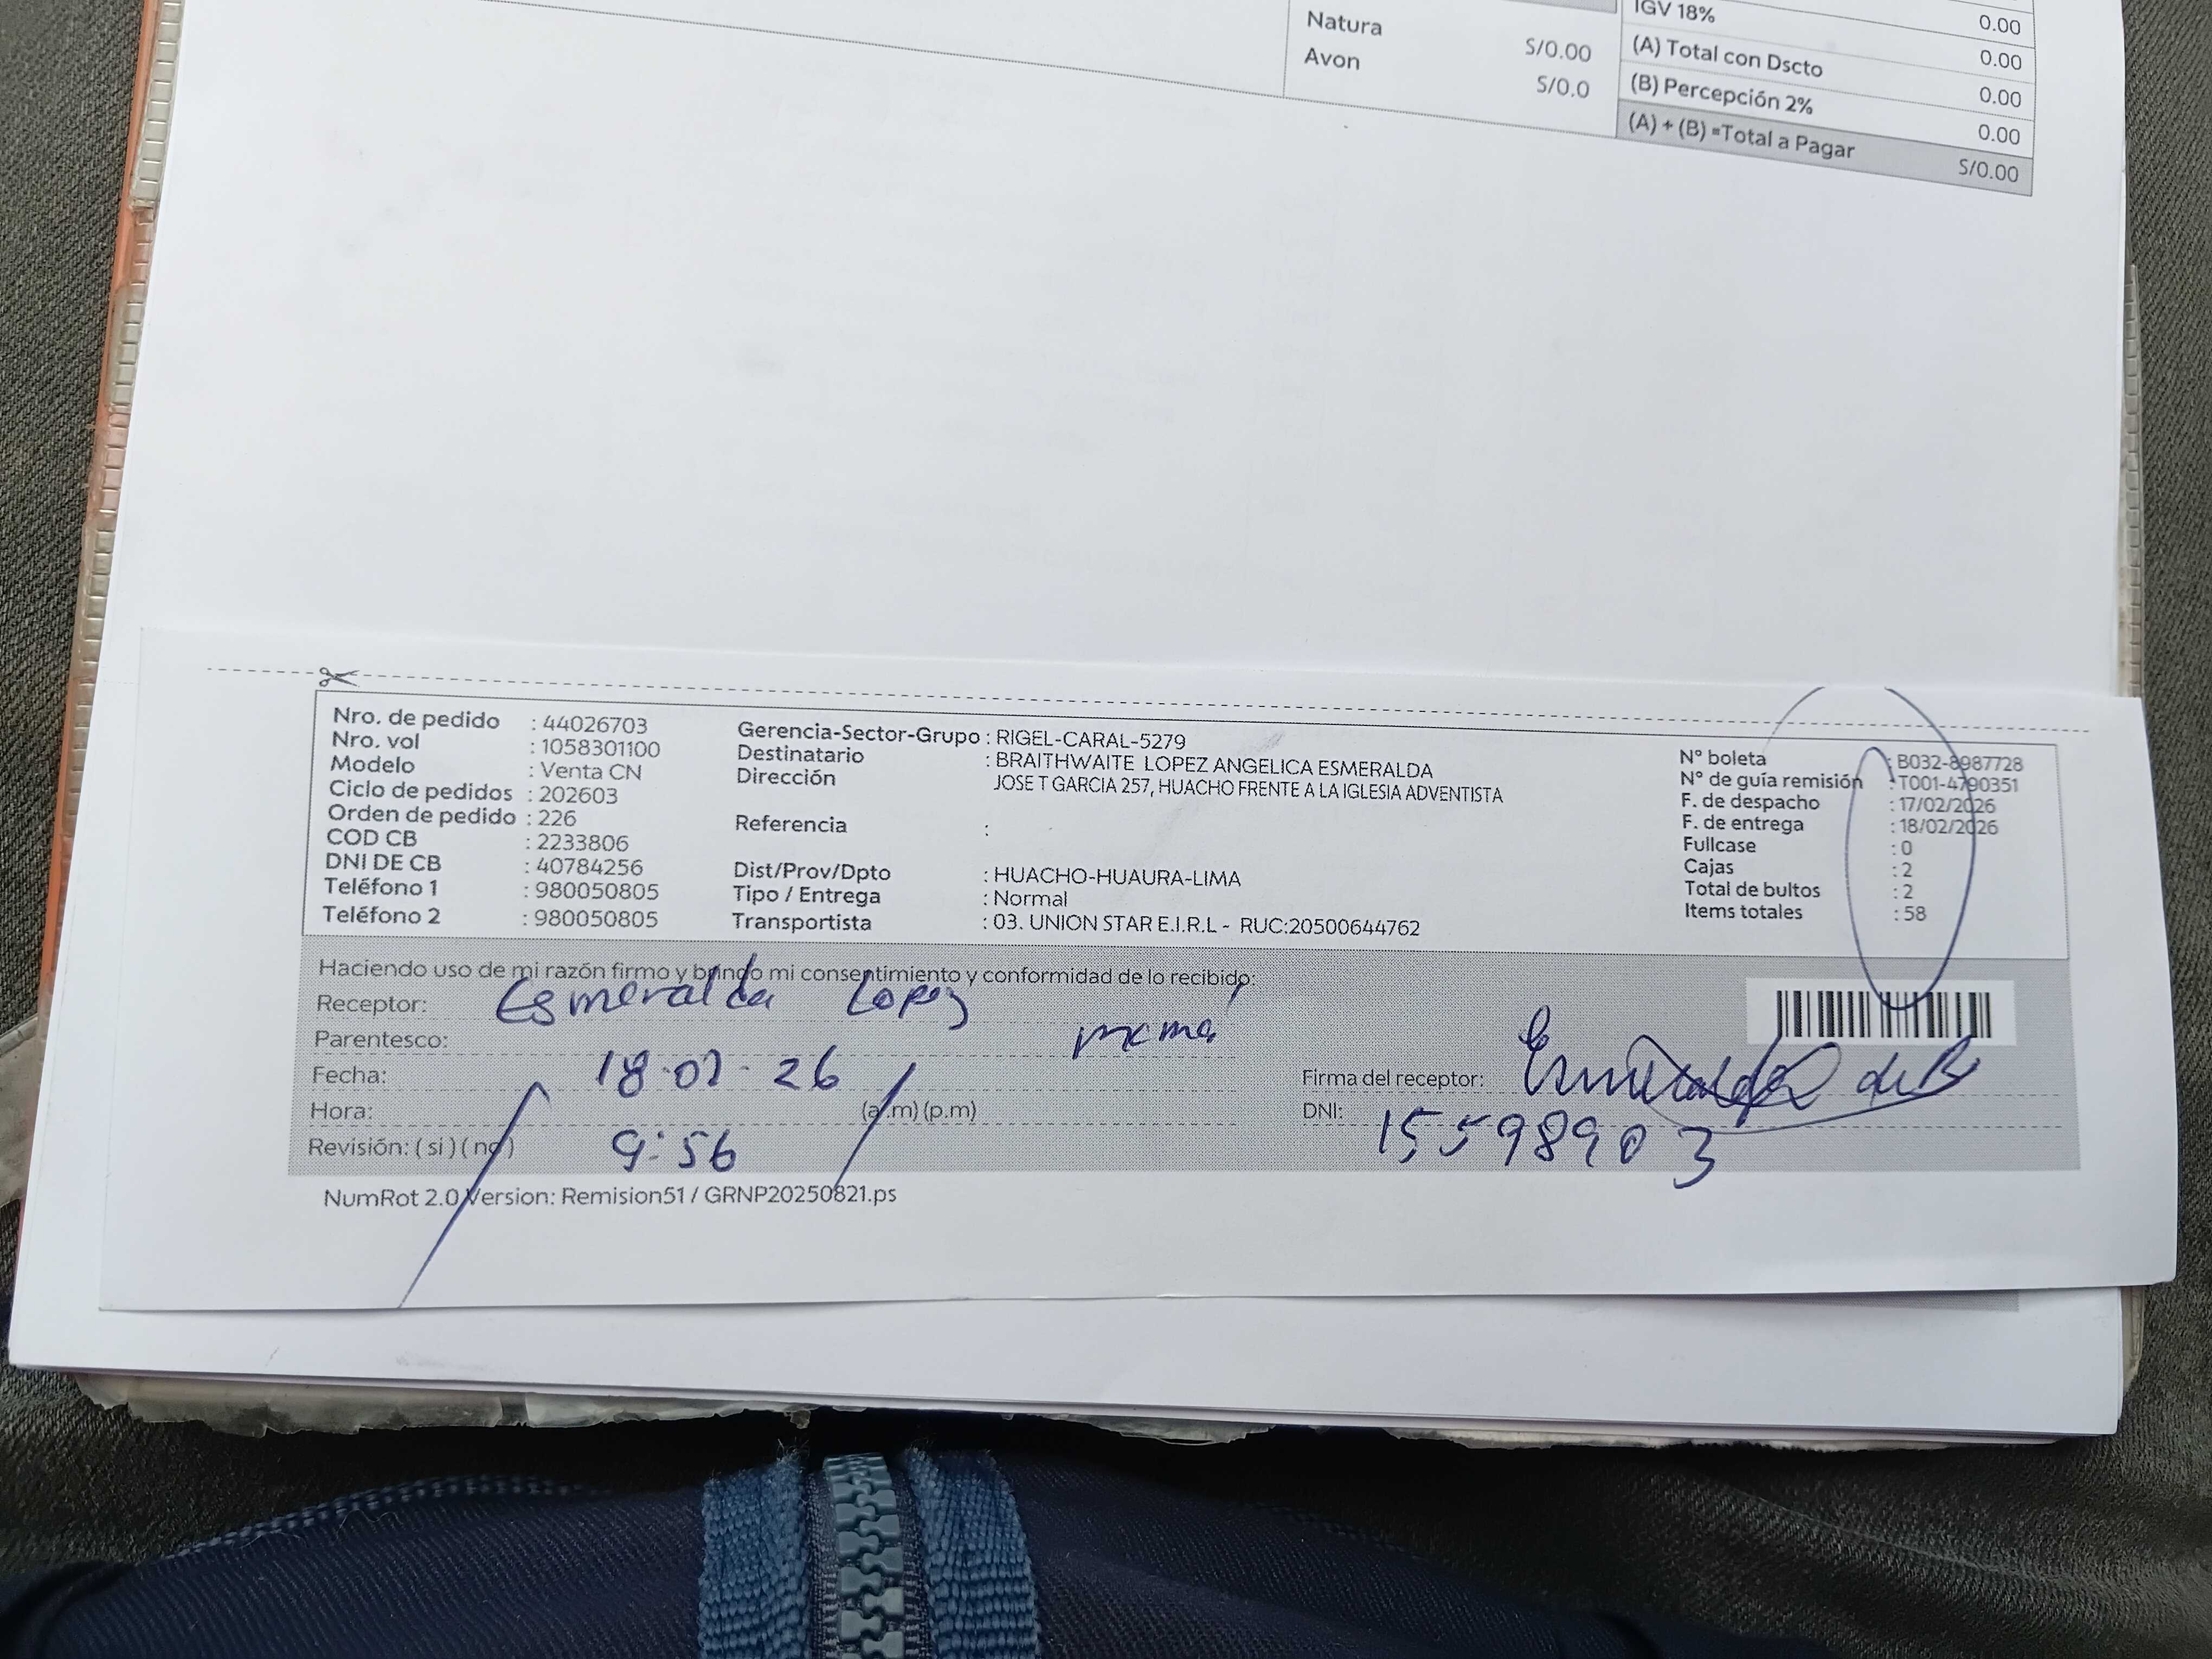 IGV 18% 0.00
Natura S/0.00
Avon S/0.0
(A) Total con Dscto 0.00
(B) Percepción 2% 0.00
0.00
(A) + (B) =Total a Pagar S/0.00
Nro. de pedido : 44026703
Nro. vol : 1058301100
Modelo : Venta CN
Ciclo de pedidos : 202603
Orden de pedido : 226
COD CB : 2233806
DNI DE CB : 40784256
Teléfono 1 : 980050805
Teléfono 2 : 980050805
Gerencia-Sector-Grupo : RIGEL-CARAL-5279
Destinatario : BRAITHWAITE LOPEZ ANGELICA ESMERALDA
Dirección JOSE T GARCIA 257, HUACHO FRENTE A LA IGLESIA ADVENTISTA
Referencia :
Dist/Prov/Dpto : HUACHO-HUAURA-LIMA
Tipo / Entrega : Normal
Transportista : 03. UNION STAR E.I.R.L - RUC:20500644762
N° boleta : B032-8987728
N° de guía remisión : T001-4790351
F. de despacho : 17/02/2026
F. de entrega : 18/02/2026
Fullcase : 0
Cajas : 2
Total de bultos : 2
Items totales : 58
Haciendo uso de mi razón firmo y brindo mi consentimiento y conformidad de lo recibido:
Receptor: Esmeralda Lopez
Parentesco: mama
Fecha: 18-02-26
Hora: (a.m) (p.m)
Revisión: ( si ) ( no ) 9:56
Firma del receptor: Esmeralda de B
DNI: 15598903
NumRot 2.0 Version: Remision51 / GRNP20250821.ps